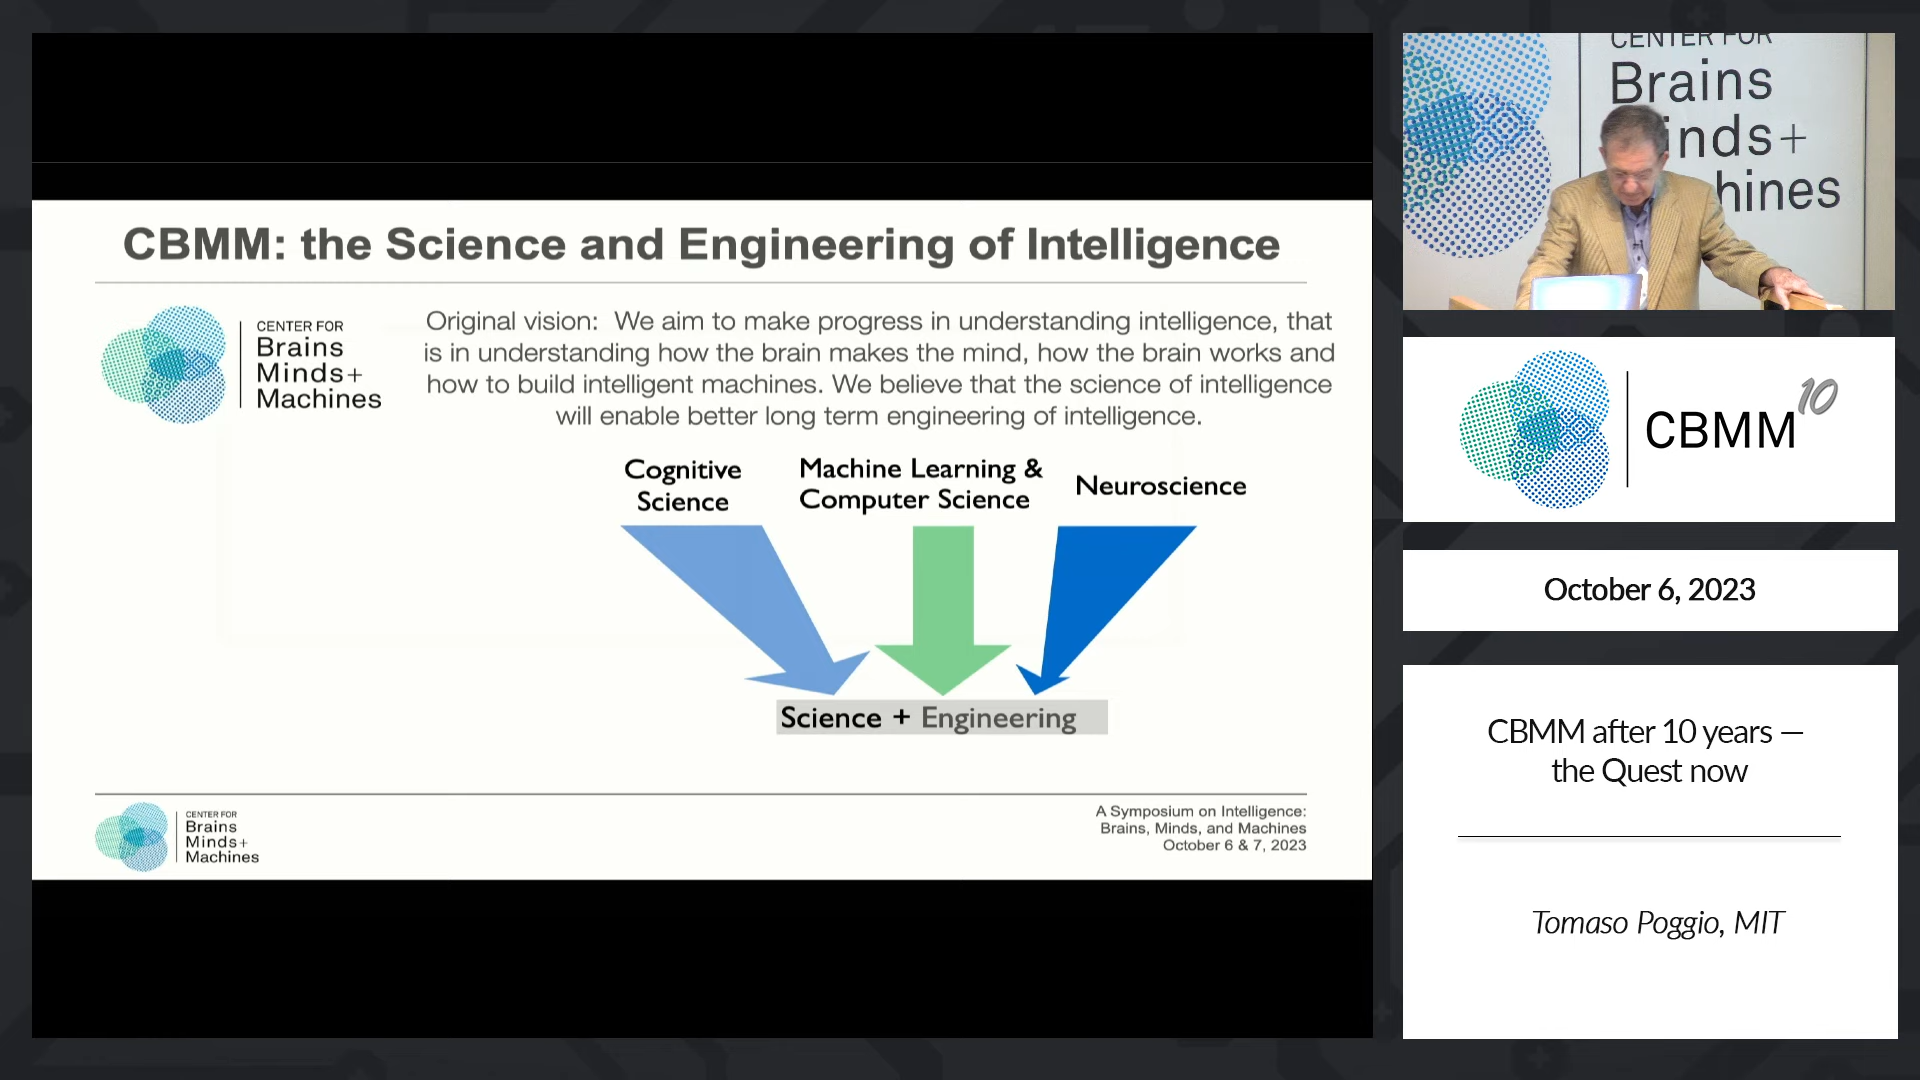 CBMM: the Science and Engineering of Intelligence
CENTER FOR
Brains
Minds+
Machines
Original vision: We aim to make progress in understanding intelligence, that
is in understanding how the brain makes the mind, how the brain works and
how to build intelligent machines. We believe that the science of intelligence
will enable better long term engineering of intelligence.
Cognitive
Science
Machine Learning &
Computer Science
Neuroscience
Science + Engineering
CENTER FOR
Brains
Minds+
Machines
A Symposium on Intelligence:
Brains, Minds, and Machines
October 6 & 7, 2023
CENTER FOR
Brains
inds+
hines
CBMM10
October 6, 2023
CBMM after 10 years —
the Quest now
Tomaso Poggio, MIT